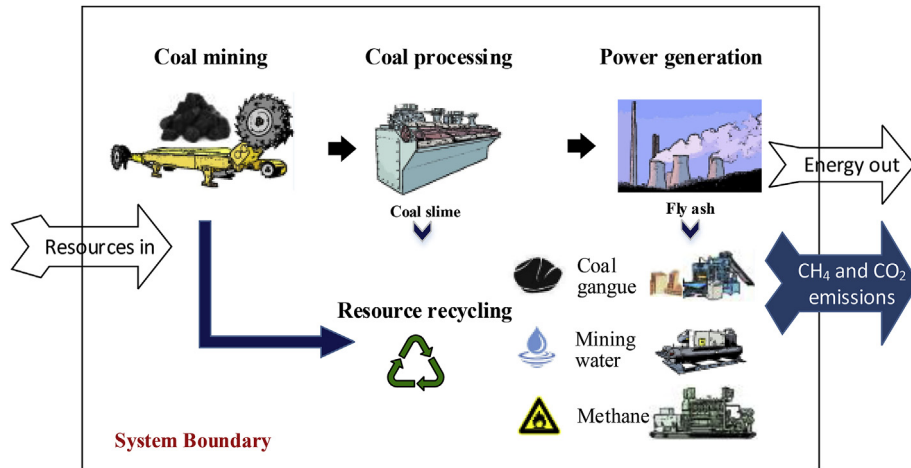 Coal mining
Coal processing
Power generation
Energy out
Coal slime
Fly ash
Resources in
Coal
gangue
CH₄ and CO₂
emissions
Resource recycling
Mining
water
Methane
System Boundary